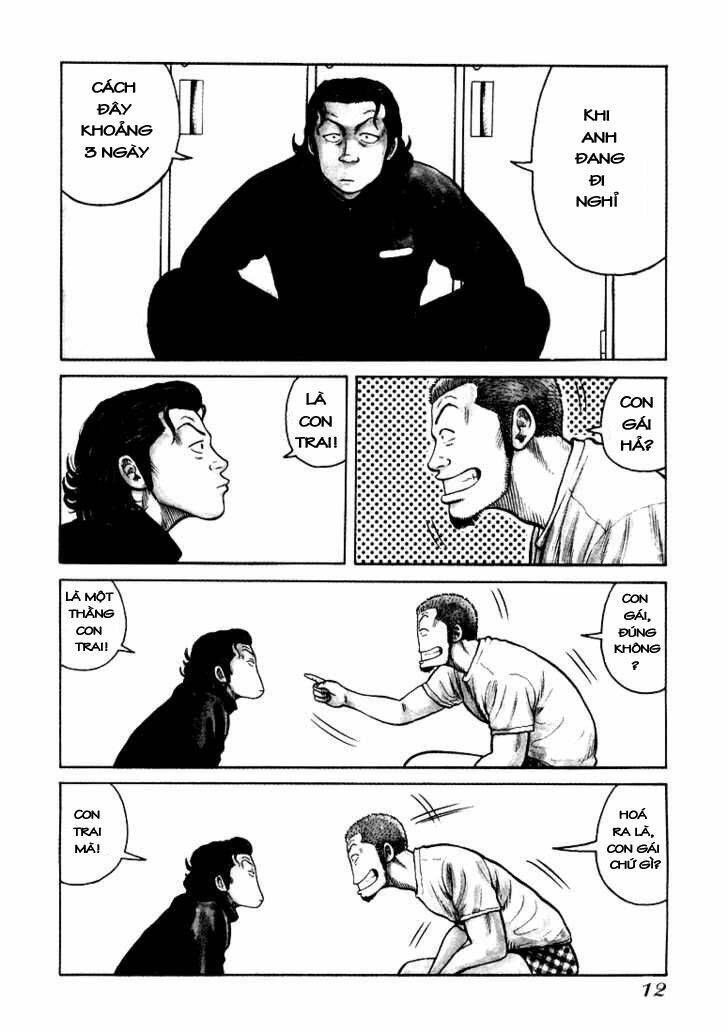 CÁCH
ĐÂY
KHOẢNG
3 NGÀY
KHI
ANH
ĐANG
ĐI
NGHỈ
LÀ
CON
TRAI!
CON
GÁI
HẢ?
LÀ MỘT
THẰNG
CON
TRAI!
CON
GÁI,
ĐÚNG
KHÔNG
?
CON
TRAI
MÀ!
HOÁ
RA LÀ,
CON GÁI
CHỨ GÌ?
12